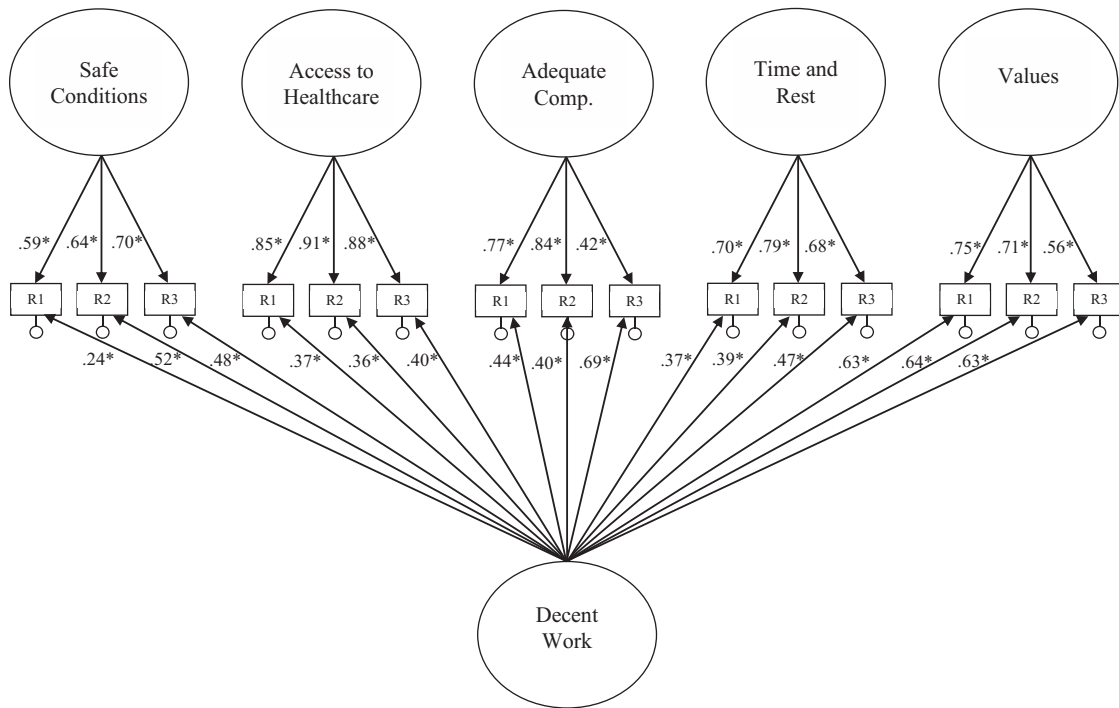 Safe
Conditions
Access to
Healthcare
Adequate
Comp.
Time and
Rest
Values
.59* .64* .70* .85* .91* .88* .77* .84* .42* .70* .79* .68* .75* .71* .56*
R1 R2 R3 R1 R2 R3 R1 R2 R3 R1 R2 R3 R1 R2 R3
.24* .52* .48* .37* .36* .40* .44* .40* .69* .37* .39* .47* .63* .64* .63*
Decent
Work